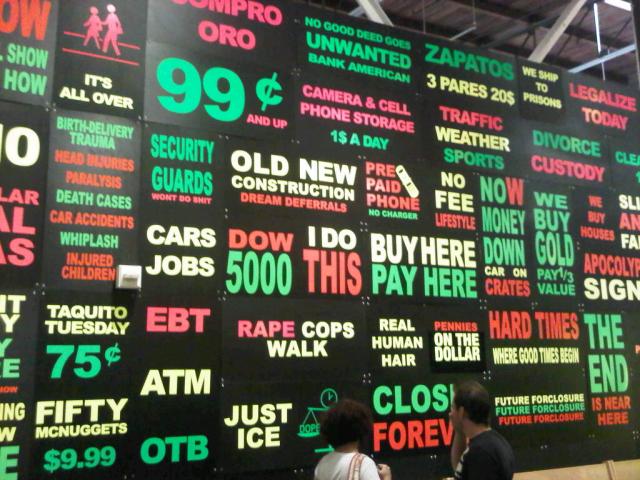 OW
SHOW
HOW
IT'S
ALL OVER
COMPRO
ORO
99¢
AND UP
NO GOOD DEED GOES
UNWANTED
BANK AMERICAN
CAMERA & CELL
PHONE STORAGE
1$ A DAY
ZAPATOS
3 PARES 20$
TRAFFIC
WEATHER
SPORTS
WE SHIP
TO
PRISONS
LEGALIZE
TODAY
DIVORCE
CUSTODY
BIRTH-DELIVERY
TRAUMA
HEAD INJURIES
PARALYSIS
DEATH CASES
CAR ACCIDENTS
WHIPLASH
INJURED
CHILDREN
SECURITY
GUARDS
WONT DO SHIT
CARS
JOBS
OLD NEW
CONSTRUCTION
DREAM DEFERRALS
DOW
5000
I DO
THIS
PRE
PAID
PHONE
NO CHARGER
BUY HERE
PAY HERE
NO
FEE
LIFESTYLE
NOW
MONEY
DOWN
CAR ON
CRATES
WE
BUY
GOLD
PAY 1/3
VALUE
WE
BUY
HOUSES
APOCALYP
SIGN
TAQUITO
TUESDAY
75¢
FIFTY
MCNUGGETS
$9.99
EBT
ATM
OTB
RAPE COPS
WALK
JUST
ICE
DOPE
REAL
HUMAN
HAIR
PENNIES
ON THE
DOLLAR
CLOS
FOREV
HARD TIMES
WHERE GOOD TIMES BEGIN
FUTURE FORCLOSURE
FUTURE FORCLOSURE
FUTURE FORCLOSURE
THE
END
IS NEAR
HERE